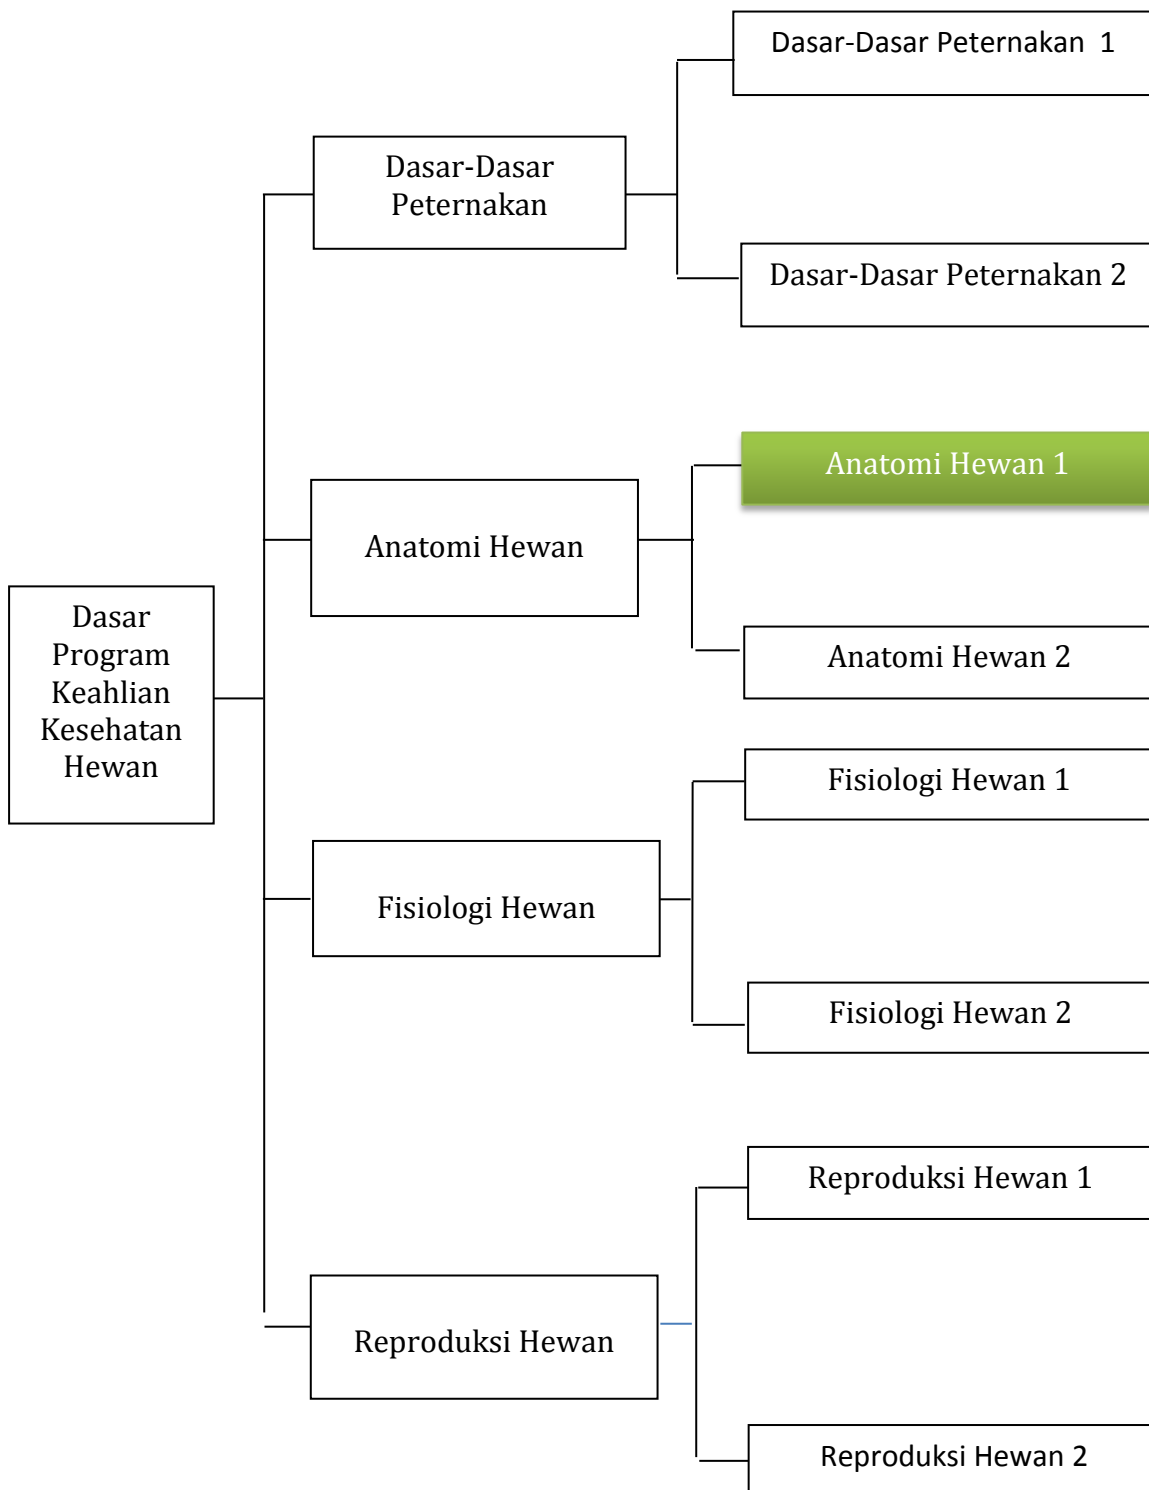 Dasar-Dasar Peternakan 1
Dasar-Dasar
Peternakan
Dasar-Dasar Peternakan 2
Anatomi Hewan 1
Anatomi Hewan
Anatomi Hewan 2
Dasar
Program
Keahlian
Kesehatan
Hewan
Fisiologi Hewan 1
Fisiologi Hewan
Fisiologi Hewan 2
Reproduksi Hewan 1
Reproduksi Hewan
Reproduksi Hewan 2